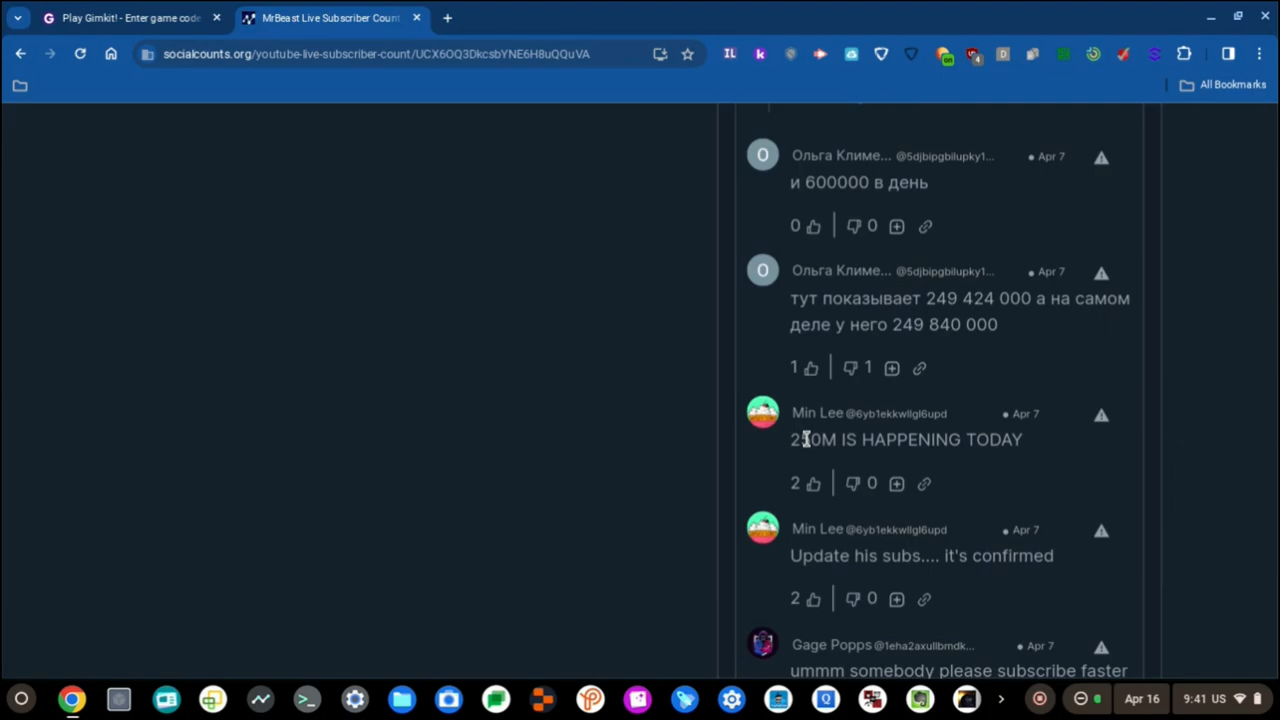 Play Gimkit! - Enter game code
MrBeast Live Subscriber Count
socialcounts.org/youtube-live-subscriber-count/UCX6OQ3DkcsbYNE6H8uQQuVA
All Bookmarks
Ольга Климе... @5djbipgbilupky1... • Apr 7
и 600000 в день
0 0
Ольга Климе... @5djbipgbilupky1... • Apr 7
тут показывает 249 424 000 а на самом
деле у него 249 840 000
1 1
Min Lee @6yb1ekkwllgl6upd • Apr 7
250M IS HAPPENING TODAY
2 0
Min Lee @6yb1ekkwllgl6upd • Apr 7
Update his subs.... it's confirmed
2 0
Gage Popps @1eha2axullbmdk... • Apr 7
ummm somebody please subscribe faster
Apr 16 9:41 US